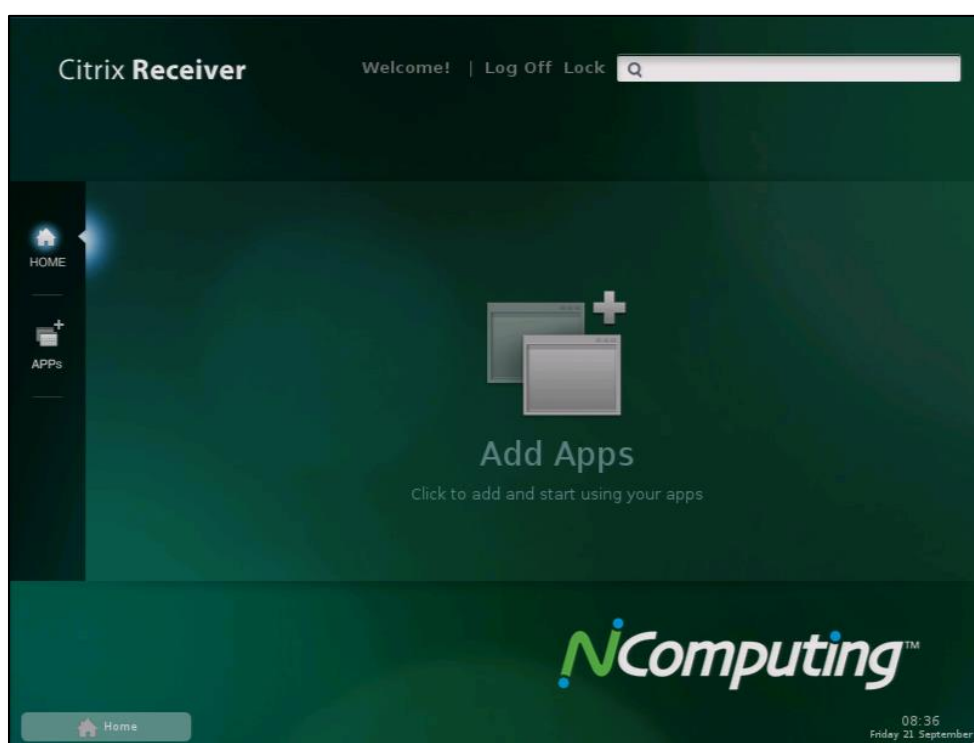 Citrix Receiver
Welcome! | Log Off Lock
HOME
APPs
Add Apps
Click to add and start using your apps
NComputing™
Home
08:36
Friday 21 September